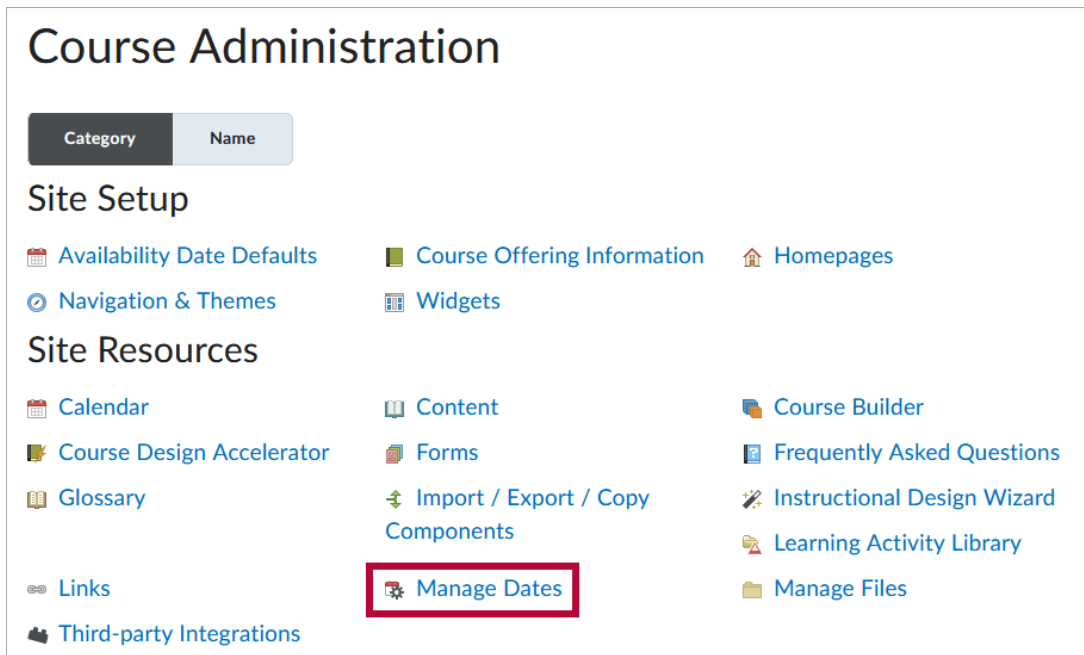 Course Administration
Category Name
Site Setup
Availability Date Defaults Course Offering Information Homepages
Navigation & Themes Widgets
Site Resources
Calendar Content Course Builder
Course Design Accelerator Forms Frequently Asked Questions
Glossary Import / Export / Copy Instructional Design Wizard
Components
Learning Activity Library
Links Manage Dates Manage Files
Third-party Integrations